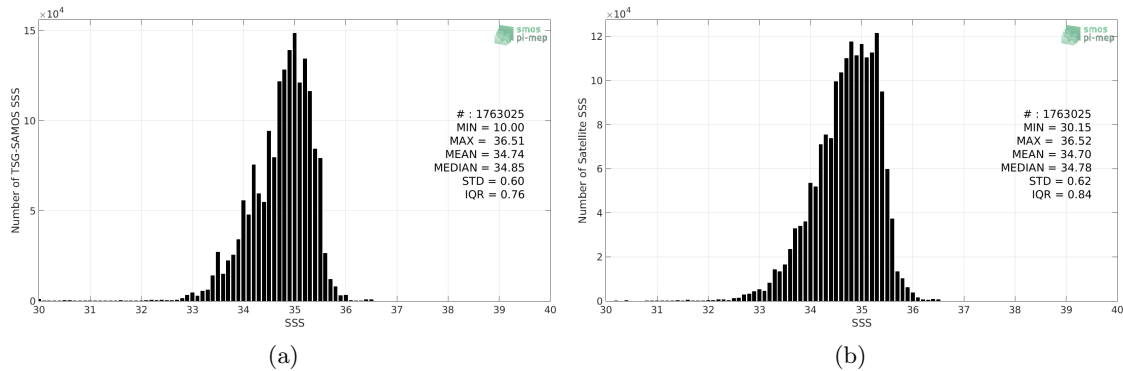 ×10⁴
15
10
5
0
30 31 32 33 34 35 36 37 38 39 40
SSS
Number of TSG-SAMOS SSS
smos
pi-mep
# : 1763025
MIN = 10.00
MAX = 36.51
MEAN = 34.74
MEDIAN = 34.85
STD = 0.60
IQR = 0.76
(a)
×10⁴
12
10
8
6
4
2
0
30 31 32 33 34 35 36 37 38 39 40
SSS
Number of Satellite SSS
smos
pi-mep
# : 1763025
MIN = 30.15
MAX = 36.52
MEAN = 34.70
MEDIAN = 34.78
STD = 0.62
IQR = 0.84
(b)